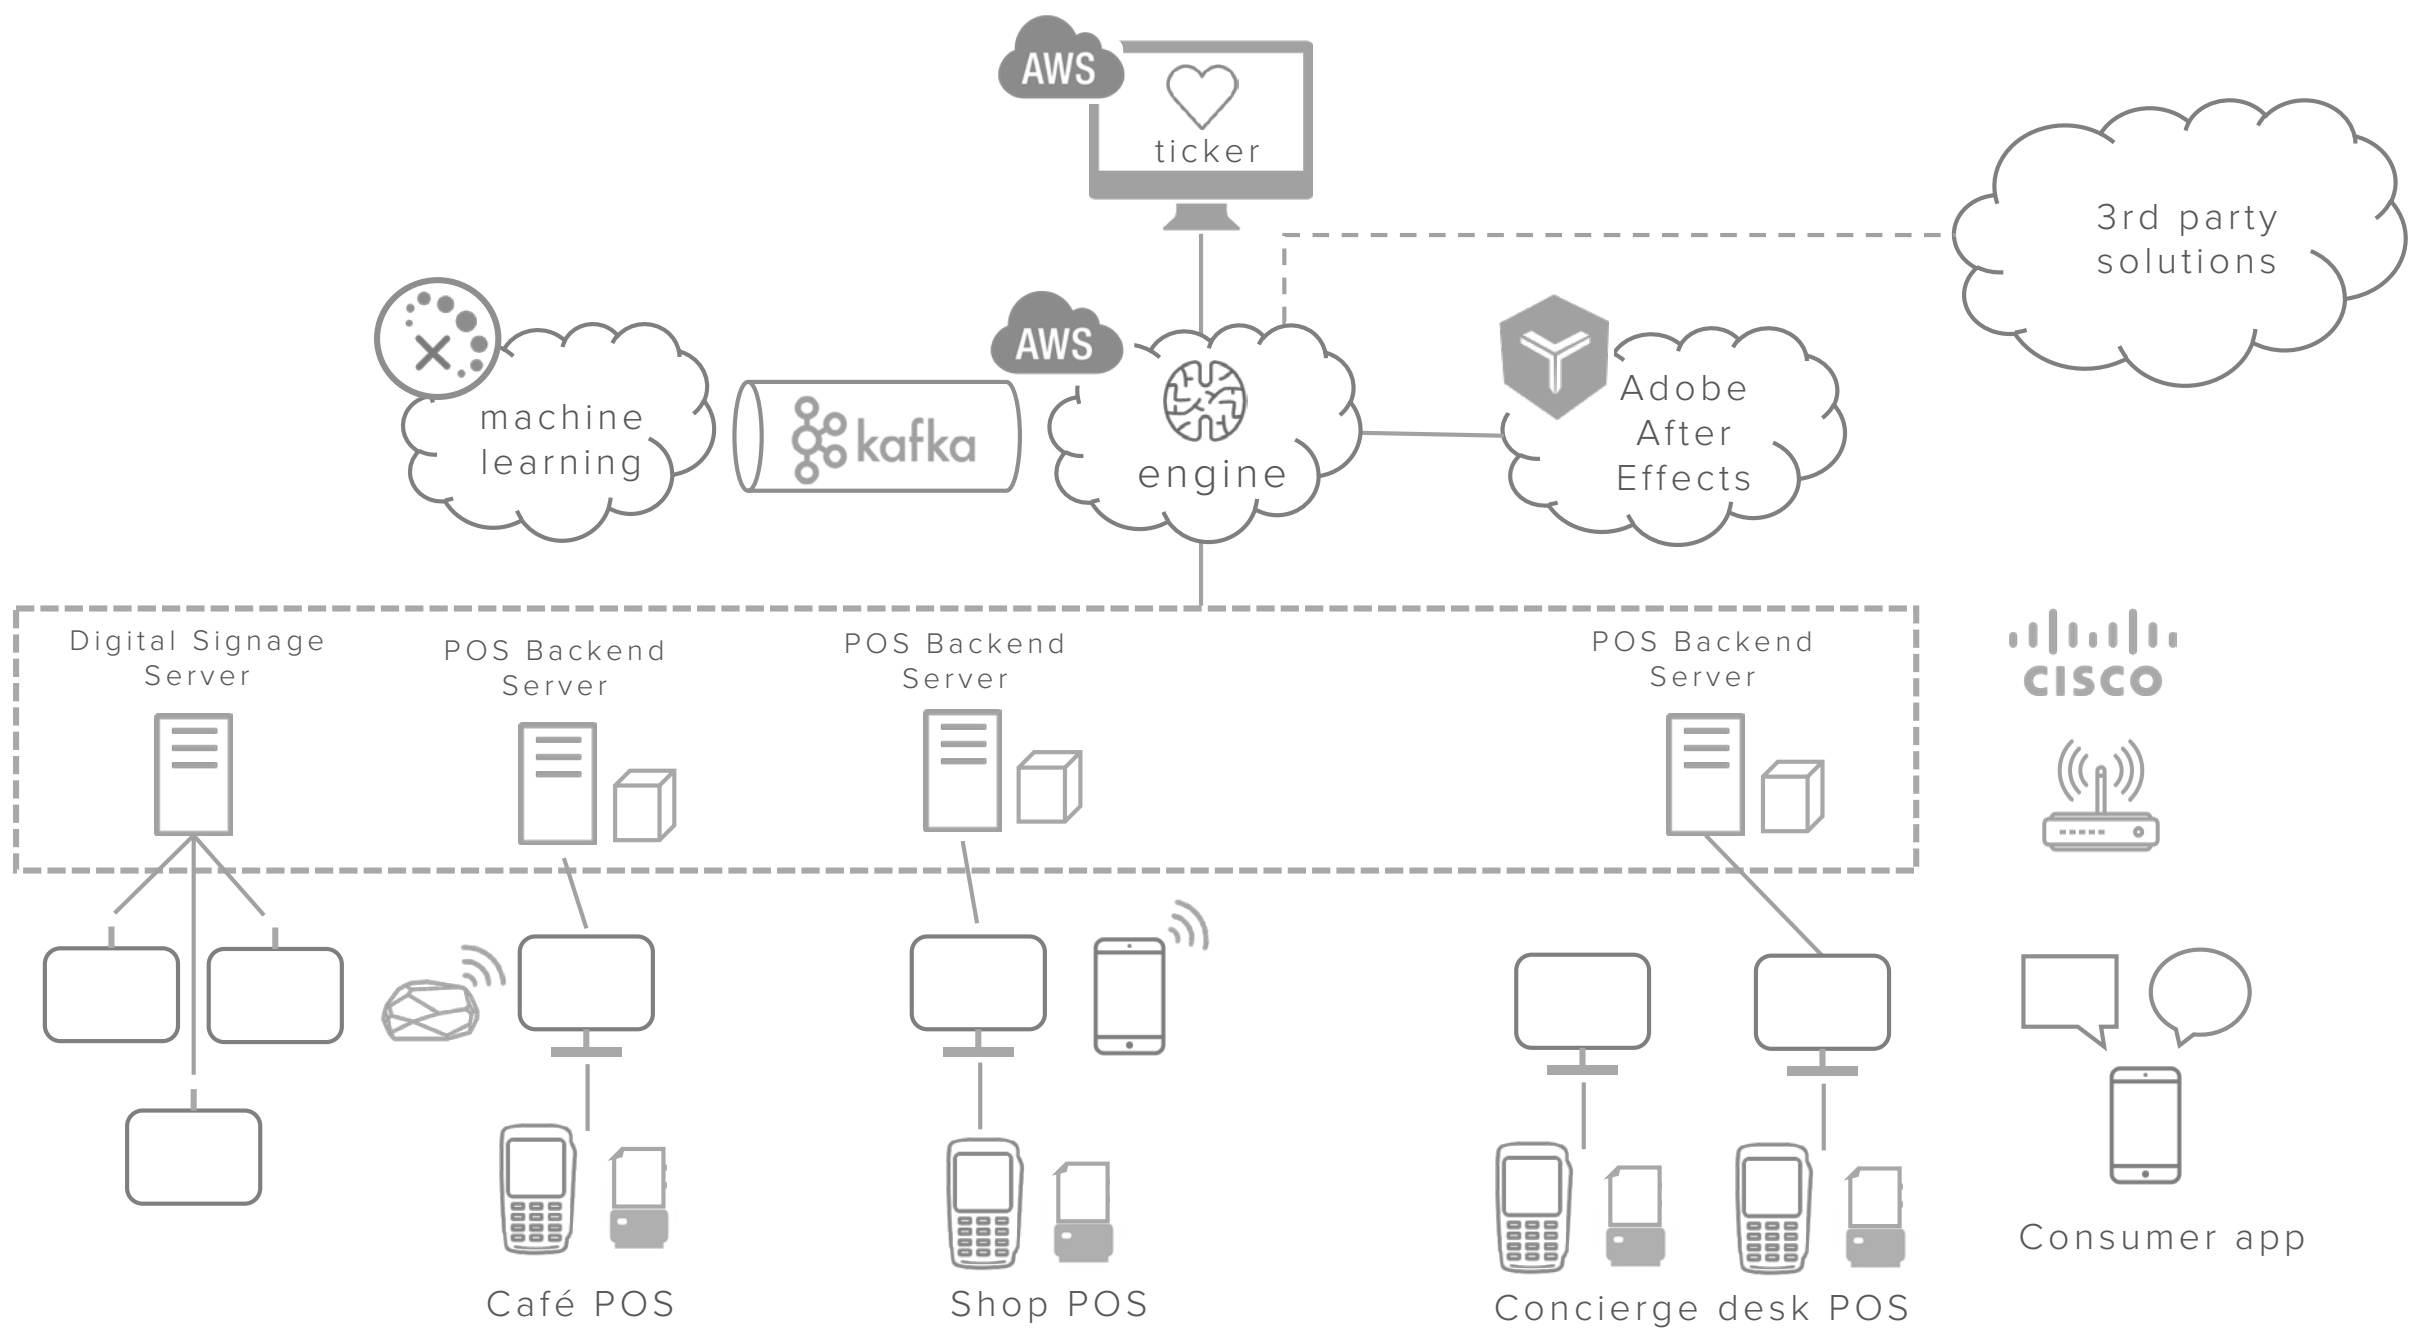 AWS
ticker
3rd party
solutions
AWS
machine
learning
kafka
engine
Adobe
After
Effects
Digital Signage
Server
POS Backend
Server
POS Backend
Server
POS Backend
Server
CISCO
Café POS
Shop POS
Concierge desk POS
Consumer app